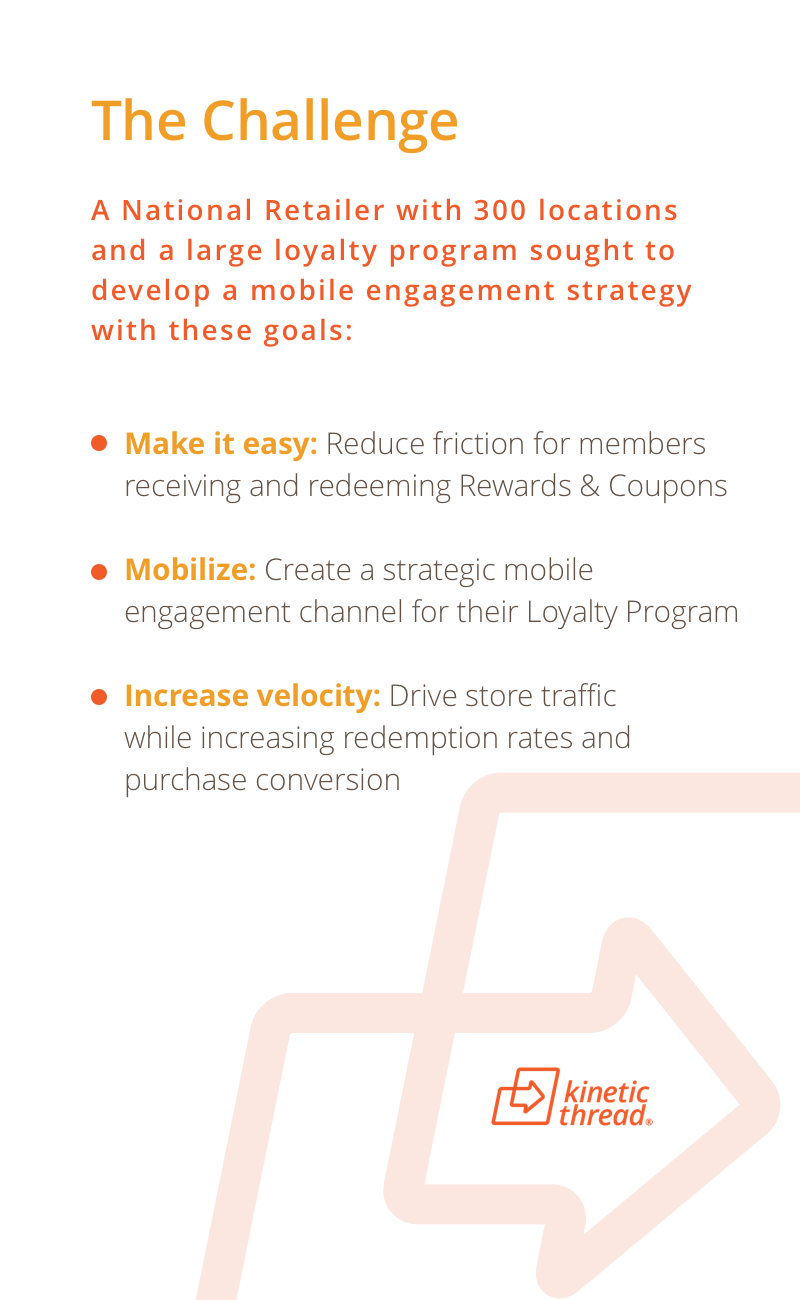 The Challenge
A National Retailer with 300 locations
and a large loyalty program sought to
develop a mobile engagement strategy
with these goals:
Make it easy: Reduce friction for members
receiving and redeeming Rewards & Coupons
Mobilize: Create a strategic mobile
engagement channel for their Loyalty Program
Increase velocity: Drive store traffic
while increasing redemption rates and
purchase conversion
kinetic
thread®